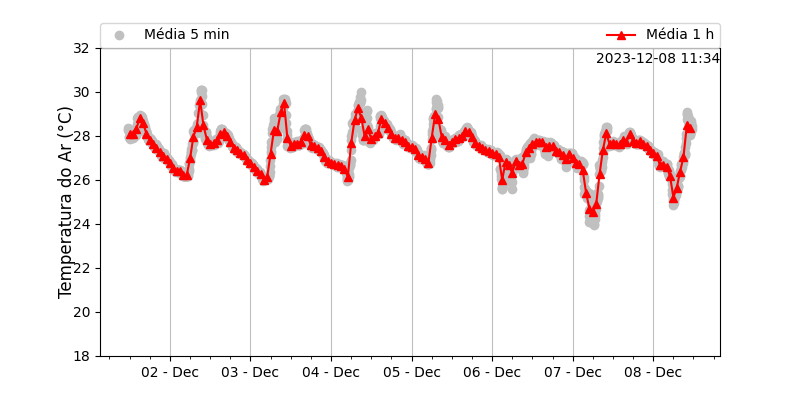 Média 5 min
Média 1 h
2023-12-08 11:34
Temperatura do Ar (°C)
32
30
28
26
24
22
20
18
02 - Dec
03 - Dec
04 - Dec
05 - Dec
06 - Dec
07 - Dec
08 - Dec